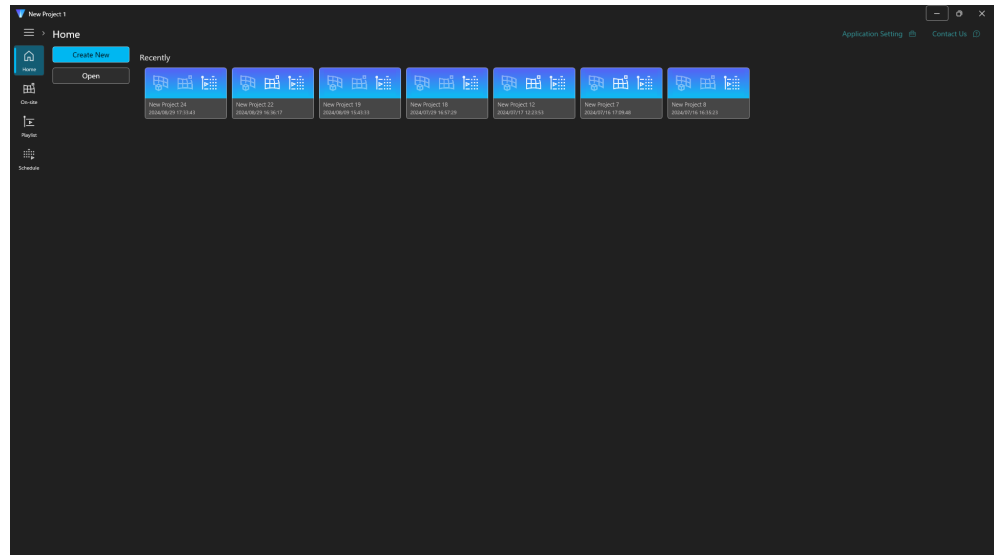 New Project 1
Home
Application Setting
Contact Us
Home
On-site
Playlist
Schedule
Create New
Open
Recently
New Project 24
2024/08/29 17:33:43
New Project 22
2024/08/29 16:36:17
New Project 19
2024/08/09 15:43:33
New Project 18
2024/07/29 16:57:29
New Project 12
2024/07/17 12:23:53
New Project 7
2024/07/16 17:09:48
New Project 8
2024/07/16 16:35:23